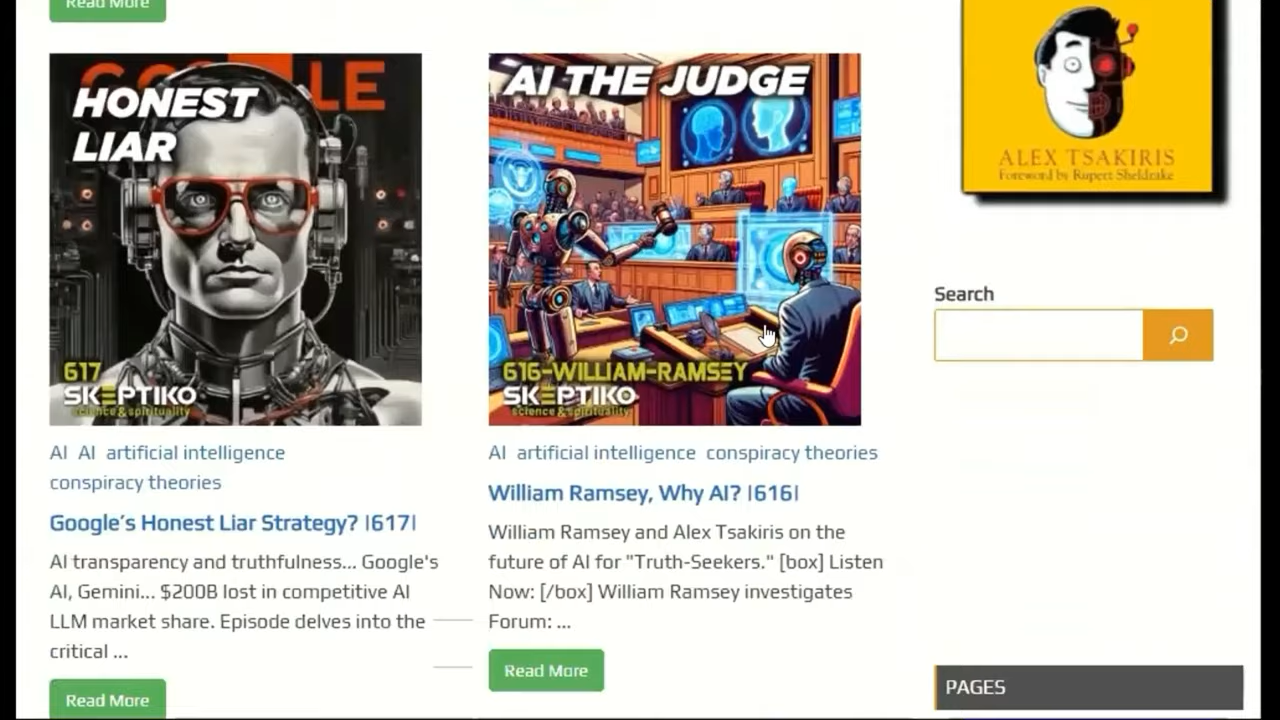 Read More
GOOGLE
HONEST
LIAR
617
SKEPTIKO
science & spirituality
AI AI artificial intelligence
conspiracy theories
Google's Honest Liar Strategy? |617|
AI transparency and truthfulness... Google's
AI, Gemini... $200B lost in competitive AI
LLM market share. Episode delves into the
critical ...
Read More
AI THE JUDGE
616-WILLIAM-RAMSEY
SKEPTIKO
science & spirituality
AI artificial intelligence conspiracy theories
William Ramsey, Why AI? |616|
William Ramsey and Alex Tsakiris on the
future of AI for "Truth-Seekers." [box] Listen
Now: [/box] William Ramsey investigates
Forum: ...
Read More
ALEX TSAKIRIS
Foreword by Rupert Sheldrake
Search
PAGES